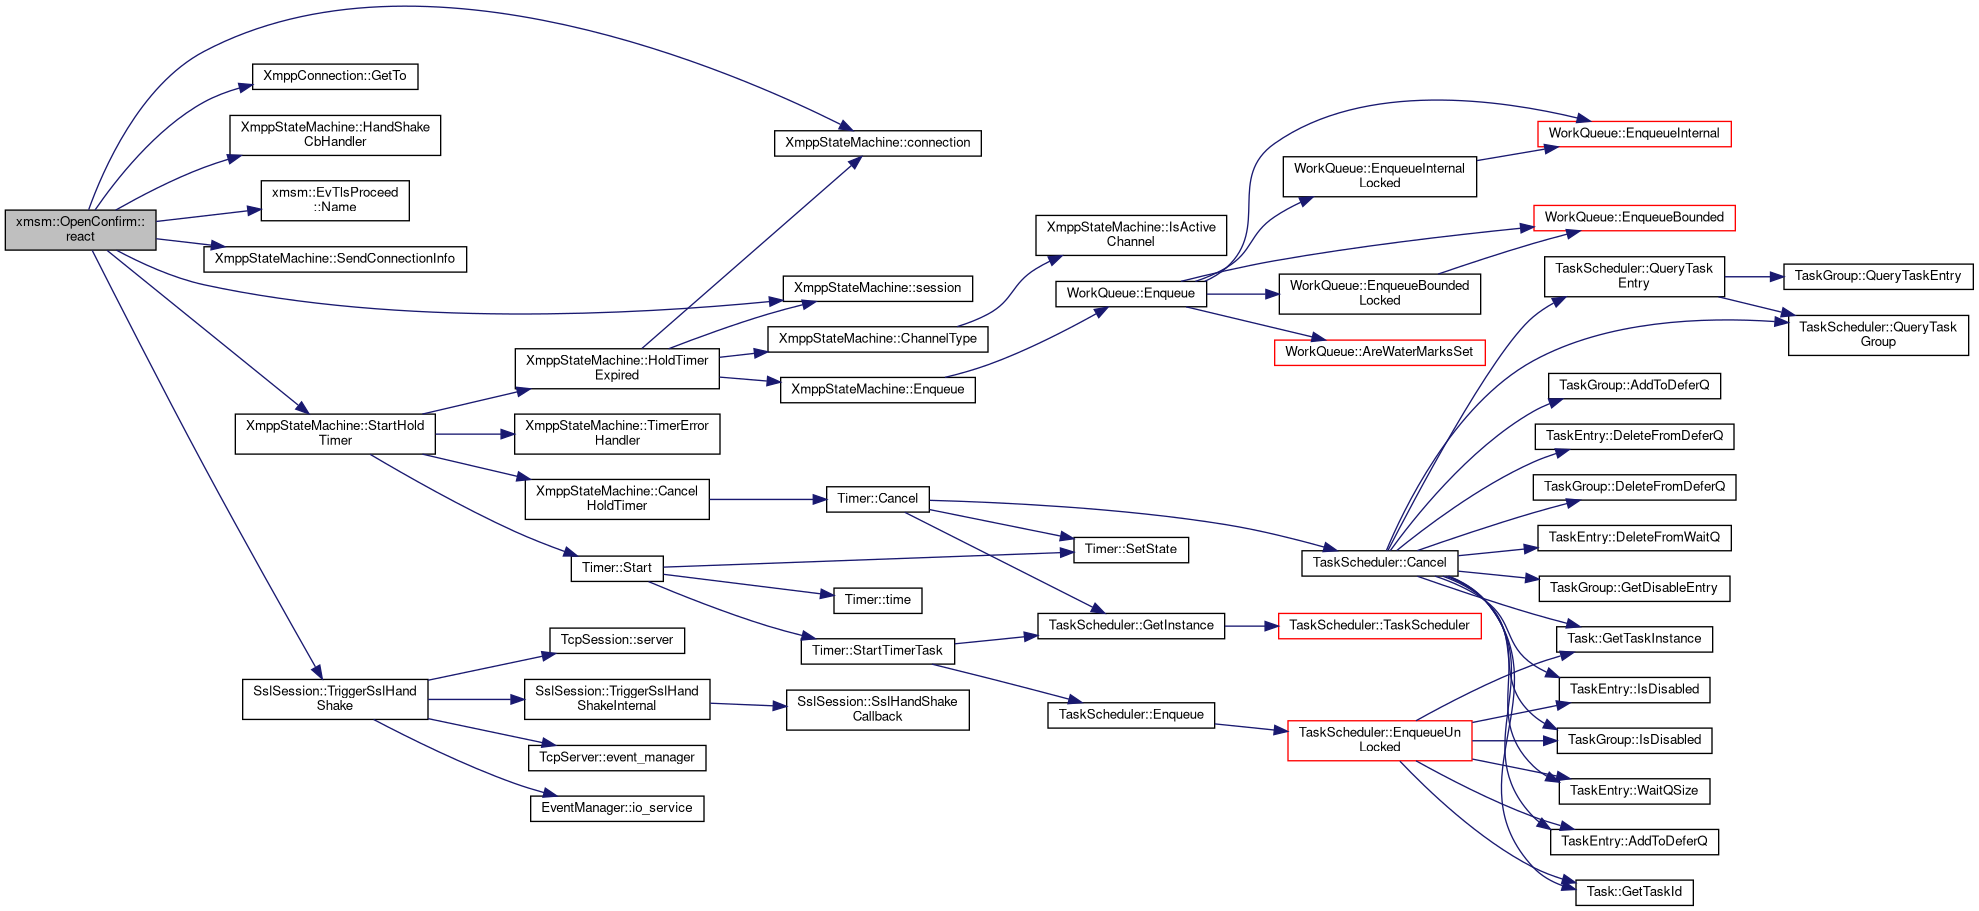 xmsm::OpenConfirm::
react
XmppConnection::GetTo
XmppStateMachine::HandShake
CbHandler
xmsm::EvTlsProceed
::Name
XmppStateMachine::SendConnectionInfo
XmppStateMachine::StartHold
Timer
SslSession::TriggerSslHand
Shake
XmppStateMachine::HoldTimer
Expired
XmppStateMachine::TimerError
Handler
XmppStateMachine::Cancel
HoldTimer
Timer::Start
TcpSession::server
SslSession::TriggerSslHand
ShakeInternal
TcpServer::event_manager
EventManager::io_service
XmppStateMachine::connection
XmppStateMachine::session
XmppStateMachine::ChannelType
XmppStateMachine::Enqueue
Timer::Cancel
Timer::time
Timer::StartTimerTask
SslSession::SslHandShake
Callback
XmppStateMachine::IsActive
Channel
WorkQueue::Enqueue
Timer::SetState
TaskScheduler::GetInstance
TaskScheduler::Enqueue
WorkQueue::EnqueueInternal
Locked
WorkQueue::EnqueueBounded
Locked
WorkQueue::AreWaterMarksSet
TaskScheduler::Cancel
TaskScheduler::TaskScheduler
TaskScheduler::EnqueueUn
Locked
WorkQueue::EnqueueInternal
WorkQueue::EnqueueBounded
TaskScheduler::QueryTask
Entry
TaskGroup::AddToDeferQ
TaskEntry::DeleteFromDeferQ
TaskGroup::DeleteFromDeferQ
TaskEntry::DeleteFromWaitQ
TaskGroup::GetDisableEntry
Task::GetTaskInstance
TaskEntry::IsDisabled
TaskGroup::IsDisabled
TaskEntry::WaitQSize
TaskEntry::AddToDeferQ
Task::GetTaskId
TaskGroup::QueryTaskEntry
TaskScheduler::QueryTask
Group